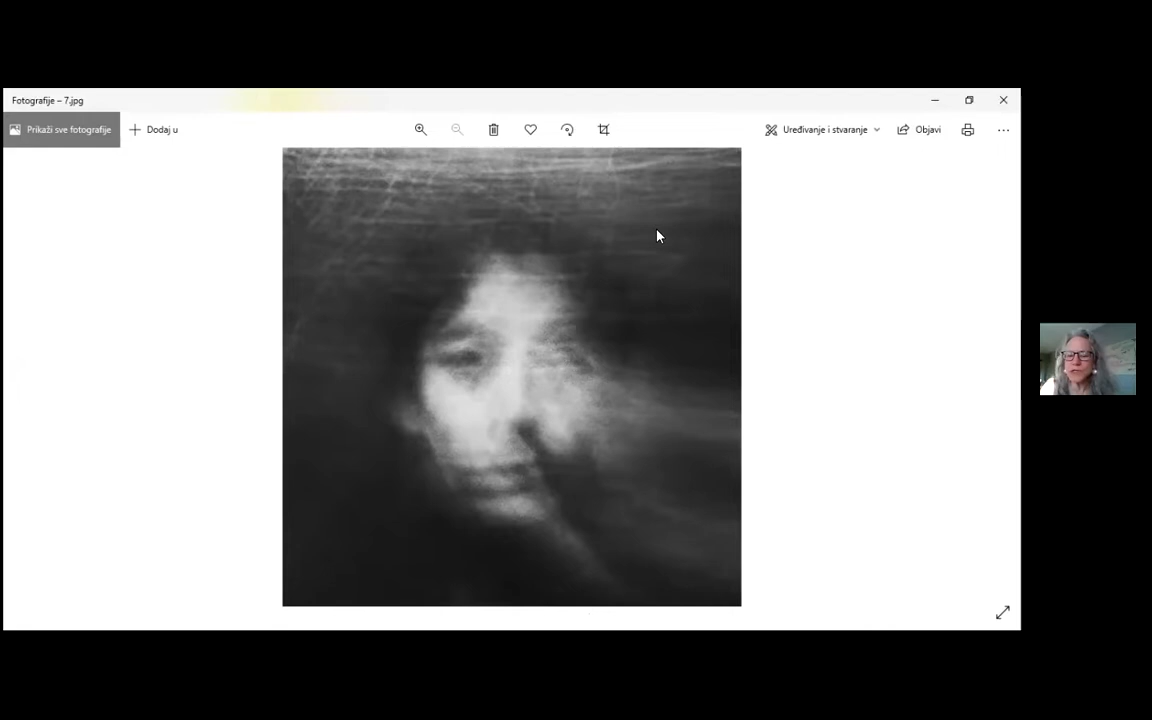 Fotografije – 7.jpg
Prikaži sve fotografije
Dodaj u
Uređivanje i stvaranje
Objavi